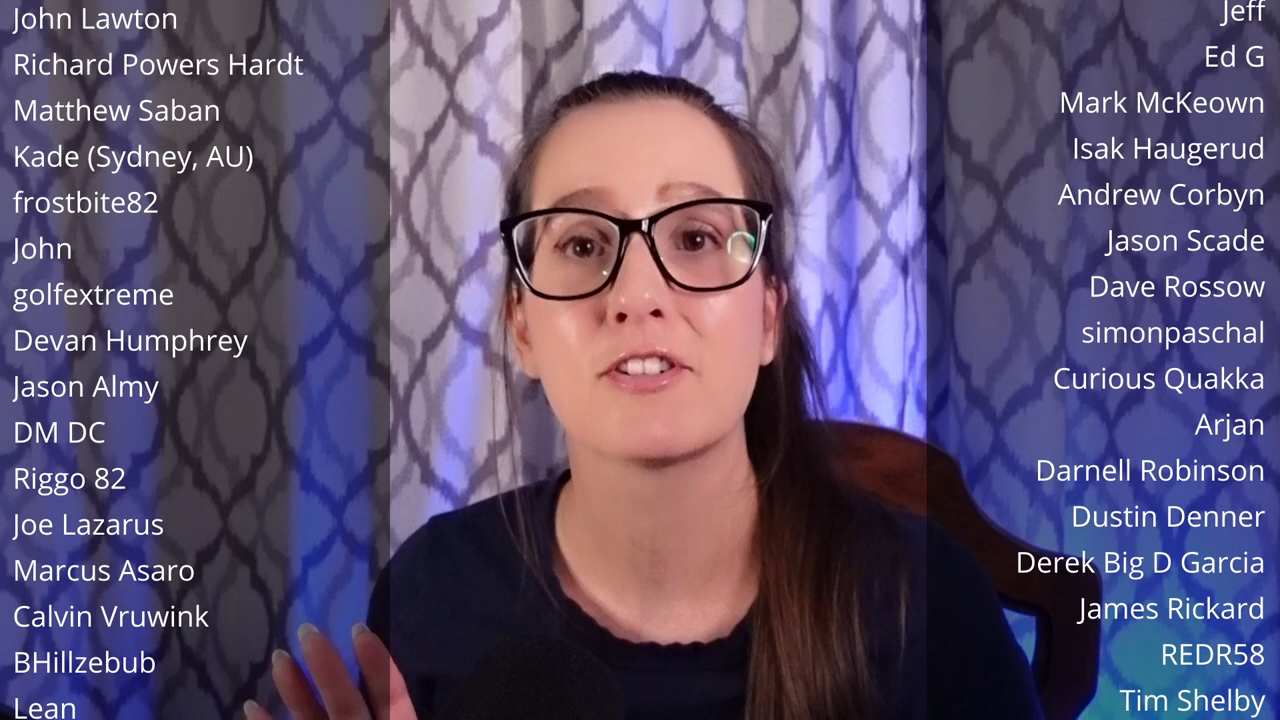 John Lawton
Richard Powers Hardt
Matthew Saban
Kade (Sydney, AU)
frostbite82
John
golfextreme
Devan Humphrey
Jason Almy
DM DC
Riggo 82
Joe Lazarus
Marcus Asaro
Calvin Vruwink
BHillzebub
Lean
Jeff
Ed G
Mark McKeown
Isak Haugerud
Andrew Corbyn
Jason Scade
Dave Rossow
simonpaschal
Curious Quakka
Arjan
Darnell Robinson
Dustin Denner
Derek Big D Garcia
James Rickard
REDR58
Tim Shelby